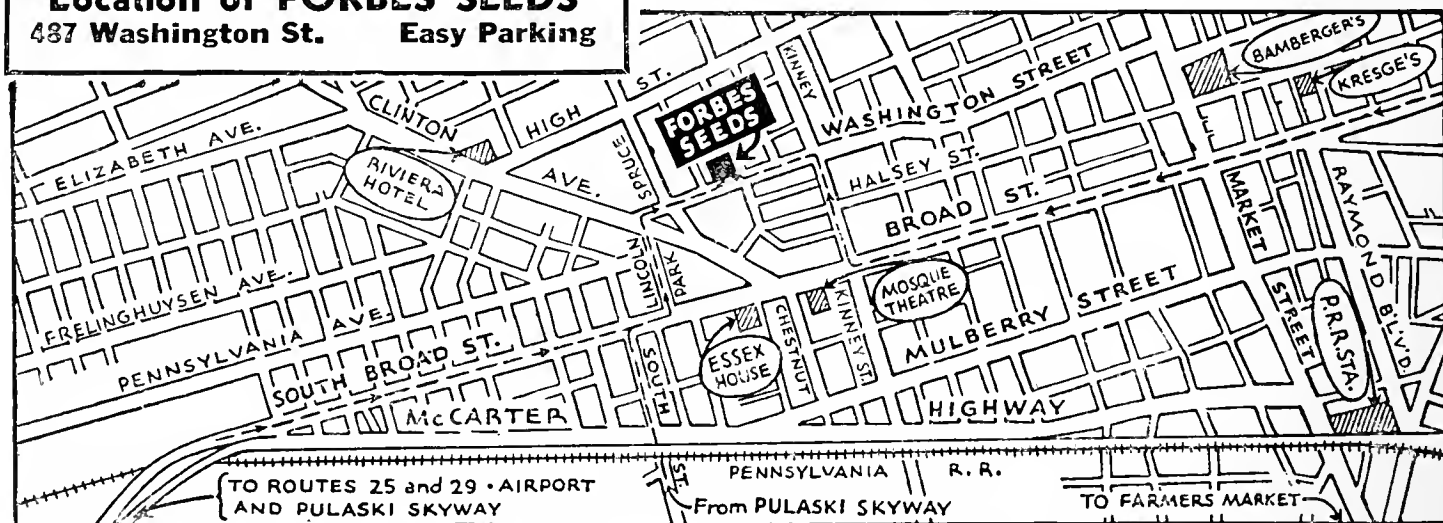 Location of FORBES SEEDS
487 Washington St. Easy Parking
BAMBERGER'S
KRESGE'S
KINNEY
WASHINGTON STREET
HIGH ST.
CLINTON AVE.
ELIZABETH AVE.
RIVIERA
HOTEL
SPRUCE
FORBES
SEEDS
HALSEY ST.
BROAD ST.
MARKET STREET
RAYMOND BL'V'D.
FRELINGHUYSEN AVE.
LINCOLN
PARK
MOSQUE
THEATRE
MULBERRY STREET
P.R.R. STA.
PENNSYLVANIA AVE.
SOUTH BROAD ST.
ESSEX
HOUSE
CHESTNUT
KINNEY ST.
SOUTH ST.
McCARTER HIGHWAY
PENNSYLVANIA R. R.
TO ROUTES 25 and 29 • AIRPORT
AND PULASKI SKYWAY
From PULASKI SKYWAY
TO FARMERS MARKET